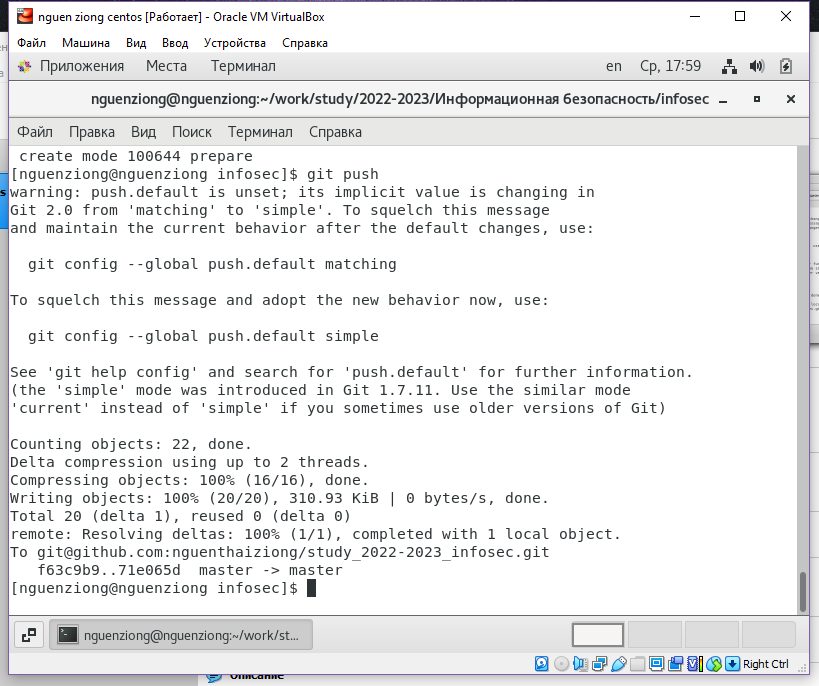 nguen ziong centos [Работает] - Oracle VM VirtualBox
Файл Машина Вид Ввод Устройства Справка
Приложения Места Терминал en Ср, 17:59
nguenziong@nguenziong:~/work/study/2022-2023/Информационная безопасность/infosec
Файл Правка Вид Поиск Терминал Справка
create mode 100644 prepare
[nguenziong@nguenziong infosec]$ git push
warning: push.default is unset; its implicit value is changing in
Git 2.0 from 'matching' to 'simple'. To squelch this message
and maintain the current behavior after the default changes, use:
git config --global push.default matching
To squelch this message and adopt the new behavior now, use:
git config --global push.default simple
See 'git help config' and search for 'push.default' for further information.
(the 'simple' mode was introduced in Git 1.7.11. Use the similar mode
'current' instead of 'simple' if you sometimes use older versions of Git)
Counting objects: 22, done.
Delta compression using up to 2 threads.
Compressing objects: 100% (16/16), done.
Writing objects: 100% (20/20), 310.93 KiB | 0 bytes/s, done.
Total 20 (delta 1), reused 0 (delta 0)
remote: Resolving deltas: 100% (1/1), completed with 1 local object.
To git@github.com:nguenthaiziong/study_2022-2023_infosec.git
f63c9b9..71e065d master -> master
[nguenziong@nguenziong infosec]$
nguenziong@nguenziong:~/work/st...
Right Ctrl
Описание